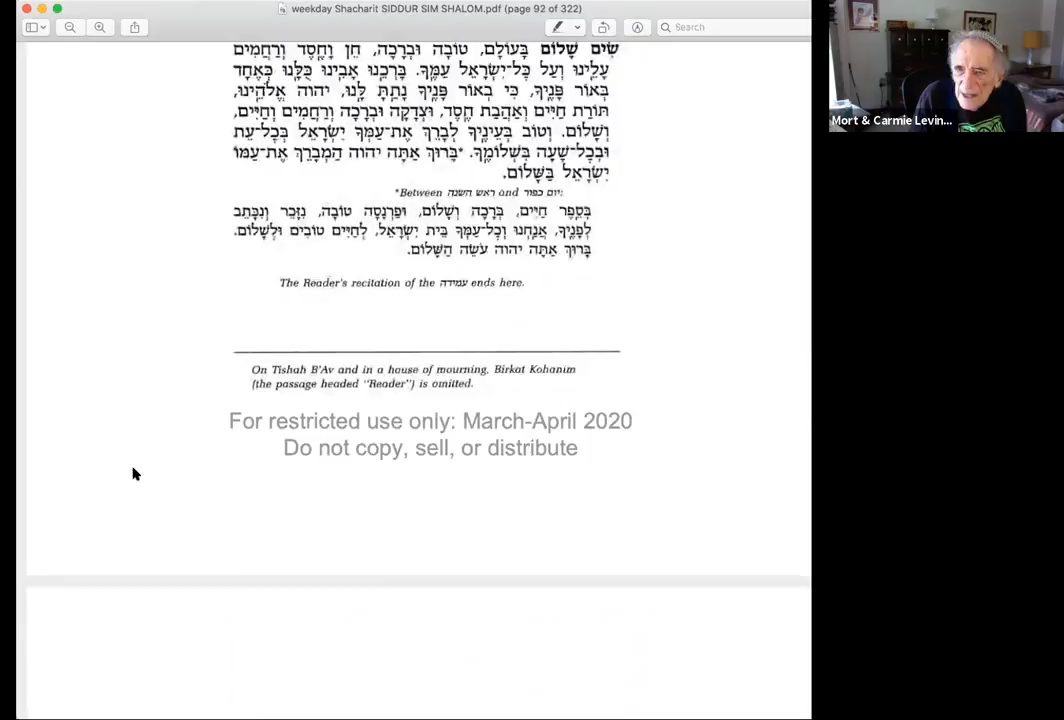 weekday Shacharit SIDDUR SIM SHALOM.pdf (page 92 of 322)
Search
שִׂים שָׁלוֹם בָּעוֹלָם, טוֹבָה וּבְרָכָה, חֵן וָחֶסֶד וְרַחֲמִים
עָלֵינוּ וְעַל כׇּל־יִשְׂרָאֵל עַמֶּךָ. בָּרְכֵנוּ אָבִינוּ כֻּלָּנוּ כְּאֶחָד
בְּאוֹר פָּנֶיךָ, כִּי בְאוֹר פָּנֶיךָ נָתַתָּ לָּנוּ, יהוה אֱלֹהֵינוּ,
תּוֹרַת חַיִּים וְאַהֲבַת חֶסֶד, וּצְדָקָה וּבְרָכָה וְרַחֲמִים וְחַיִּים,
וְשָׁלוֹם. וְטוֹב בְּעֵינֶיךָ לְבָרֵךְ אֶת־עַמְּךָ יִשְׂרָאֵל בְּכׇל־עֵת
וּבְכׇל־שָׁעָה בִּשְׁלוֹמֶךָ. *בָּרוּךְ אַתָּה יהוה הַמְבָרֵךְ אֶת־עַמּוֹ
יִשְׂרָאֵל בַּשָּׁלוֹם.
*Between ראש השנה and יום כפור:
בְּסֵפֶר חַיִּים, בְּרָכָה וְשָׁלוֹם, וּפַרְנָסָה טוֹבָה, נִזָּכֵר וְנִכָּתֵב
לְפָנֶיךָ, אֲנַחְנוּ וְכׇל־עַמְּךָ בֵּית יִשְׂרָאֵל, לְחַיִּים טוֹבִים וּלְשָׁלוֹם.
בָּרוּךְ אַתָּה יהוה עֹשֵׂה הַשָּׁלוֹם.
The Reader's recitation of the עמידה ends here.
On Tishah B'Av and in a house of mourning, Birkat Kohanim
(the passage headed "Reader") is omitted.
For restricted use only: March-April 2020
Do not copy, sell, or distribute
Mort & Carmie Levin...